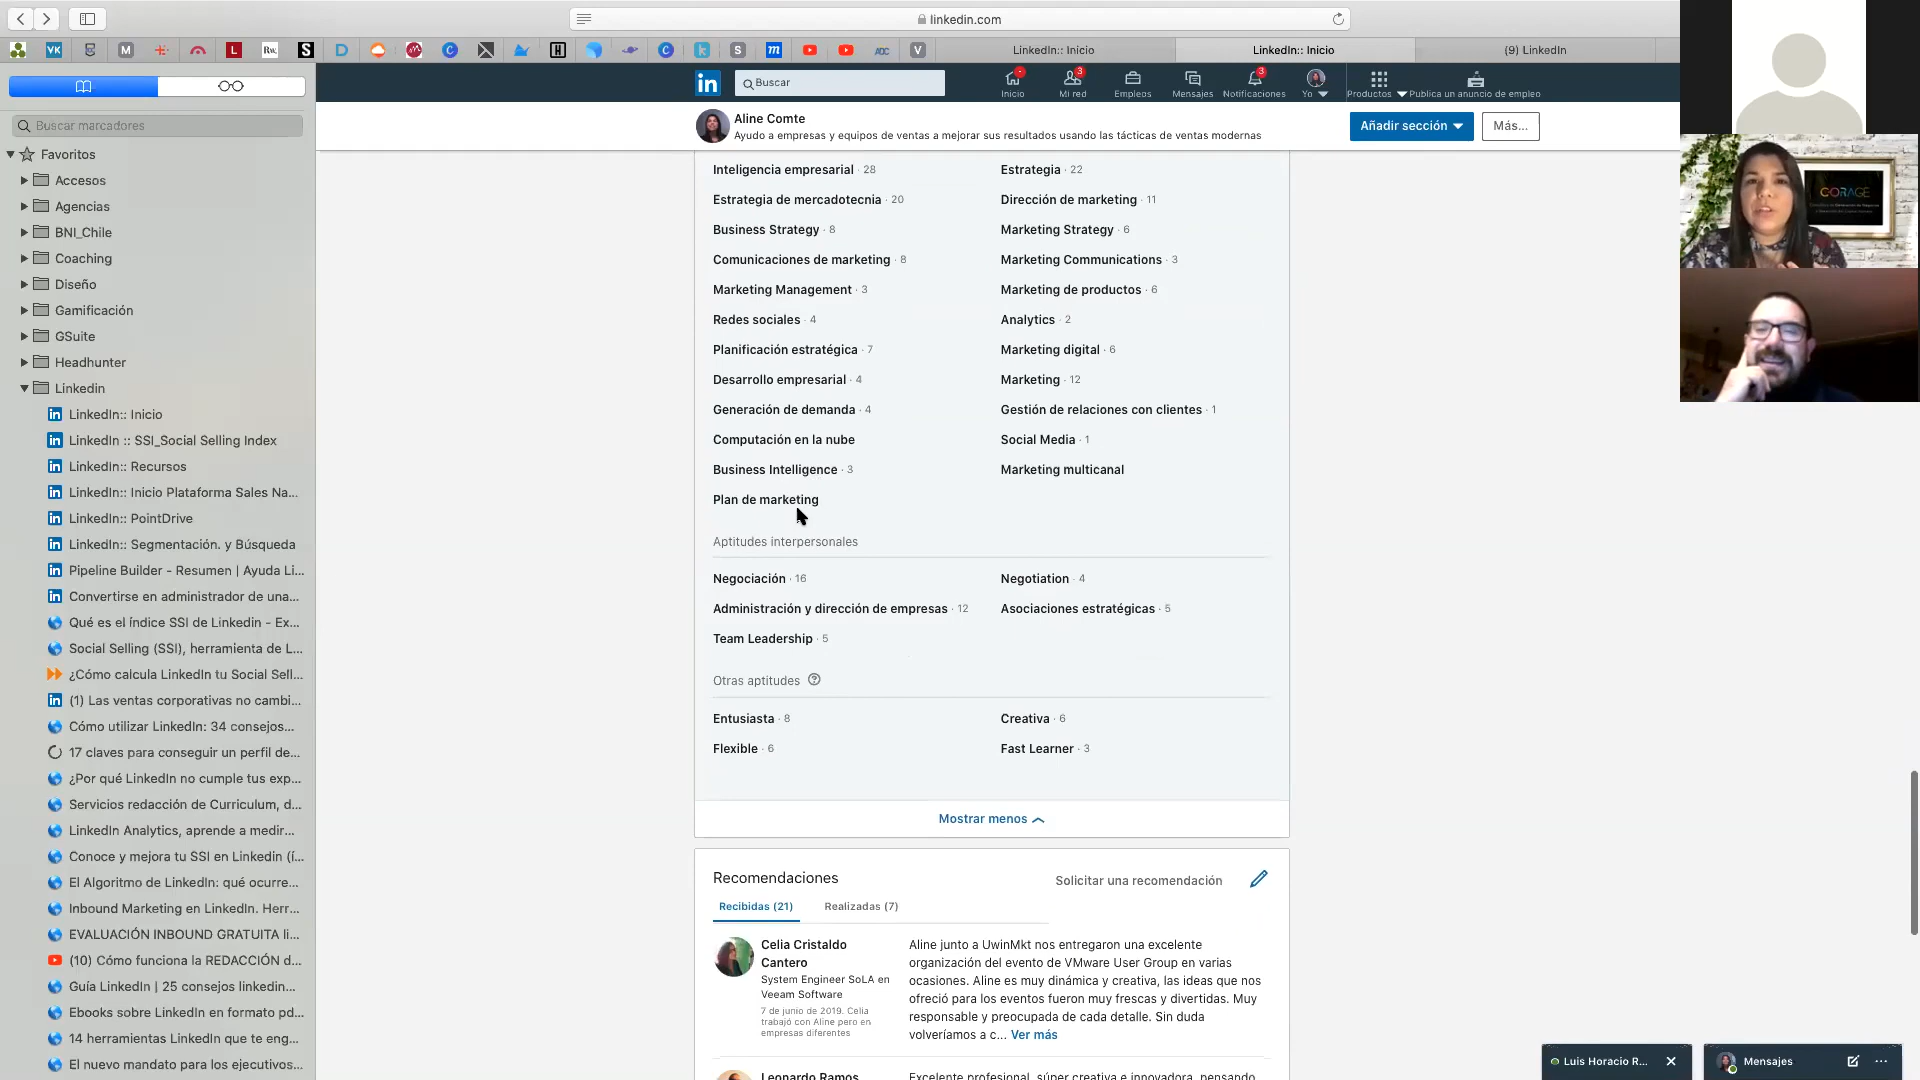 linkedin.com
LinkedIn:: Inicio
LinkedIn:: Inicio
(9) LinkedIn
Buscar marcadores
Favoritos
Accesos
Agencias
BNI_Chile
Coaching
Diseño
Gamificación
GSuite
Headhunter
Linkedin
LinkedIn:: Inicio
LinkedIn :: SSI_Social Selling Index
LinkedIn:: Recursos
LinkedIn:: Inicio Plataforma Sales Na...
LinkedIn:: PointDrive
LinkedIn:: Segmentación. y Búsqueda
Pipeline Builder - Resumen | Ayuda Li...
Convertirse en administrador de una...
Qué es el índice SSI de Linkedin - Ex...
Social Selling (SSI), herramienta de L...
¿Cómo calcula LinkedIn tu Social Sell...
(1) Las ventas corporativas no cambi...
Cómo utilizar LinkedIn: 34 consejos...
17 claves para conseguir un perfil de...
¿Por qué LinkedIn no cumple tus exp...
Servicios redacción de Curriculum, d...
LinkedIn Analytics, aprende a medir...
Conoce y mejora tu SSI en Linkedin (í...
El Algoritmo de LinkedIn: qué ocurre...
Inbound Marketing en LinkedIn. Herr...
EVALUACIÓN INBOUND GRATUITA li...
(10) Cómo funciona la REDACCIÓN d...
Guía LinkedIn | 25 consejos linkedin...
Ebooks sobre LinkedIn en formato pd...
14 herramientas LinkedIn que te eng...
El nuevo mandato para los ejecutivos...
in
Buscar
Inicio
3
Mi red
Empleos
Mensajes
3
Notificaciones
Yo
Productos
Publica un anuncio de empleo
Aline Comte
Ayudo a empresas y equipos de ventas a mejorar sus resultados usando las tácticas de ventas modernas
Añadir sección
Más...
Inteligencia empresarial · 28
Estrategia · 22
Estrategia de mercadotecnia · 20
Dirección de marketing · 11
Business Strategy · 8
Marketing Strategy · 6
Comunicaciones de marketing · 8
Marketing Communications · 3
Marketing Management · 3
Marketing de productos · 6
Redes sociales · 4
Analytics · 2
Planificación estratégica · 7
Marketing digital · 6
Desarrollo empresarial · 4
Marketing · 12
Generación de demanda · 4
Gestión de relaciones con clientes · 1
Computación en la nube
Social Media · 1
Business Intelligence · 3
Marketing multicanal
Plan de marketing
Aptitudes interpersonales
Negociación · 16
Negotiation · 4
Administración y dirección de empresas · 12
Asociaciones estratégicas · 5
Team Leadership · 5
Otras aptitudes
Entusiasta · 8
Creativa · 6
Flexible · 6
Fast Learner · 3
Mostrar menos
Recomendaciones
Solicitar una recomendación
Recibidas (21)
Realizadas (7)
Celia Cristaldo
Cantero
System Engineer SoLA en
Veeam Software
7 de junio de 2019. Celia
trabajó con Aline pero en
empresas diferentes
Aline junto a UwinMkt nos entregaron una excelente
organización del evento de VMware User Group en varias
ocasiones. Aline es muy dinámica y creativa, las ideas que nos
ofreció para los eventos fueron muy frescas y divertidas. Muy
responsable y preocupada de cada detalle. Sin duda
volveríamos a c... Ver más
Leonardo Ramos
Excelente profesional, súper creativa e innovadora, pensando
Luis Horacio R...
Mensajes
CORAGE